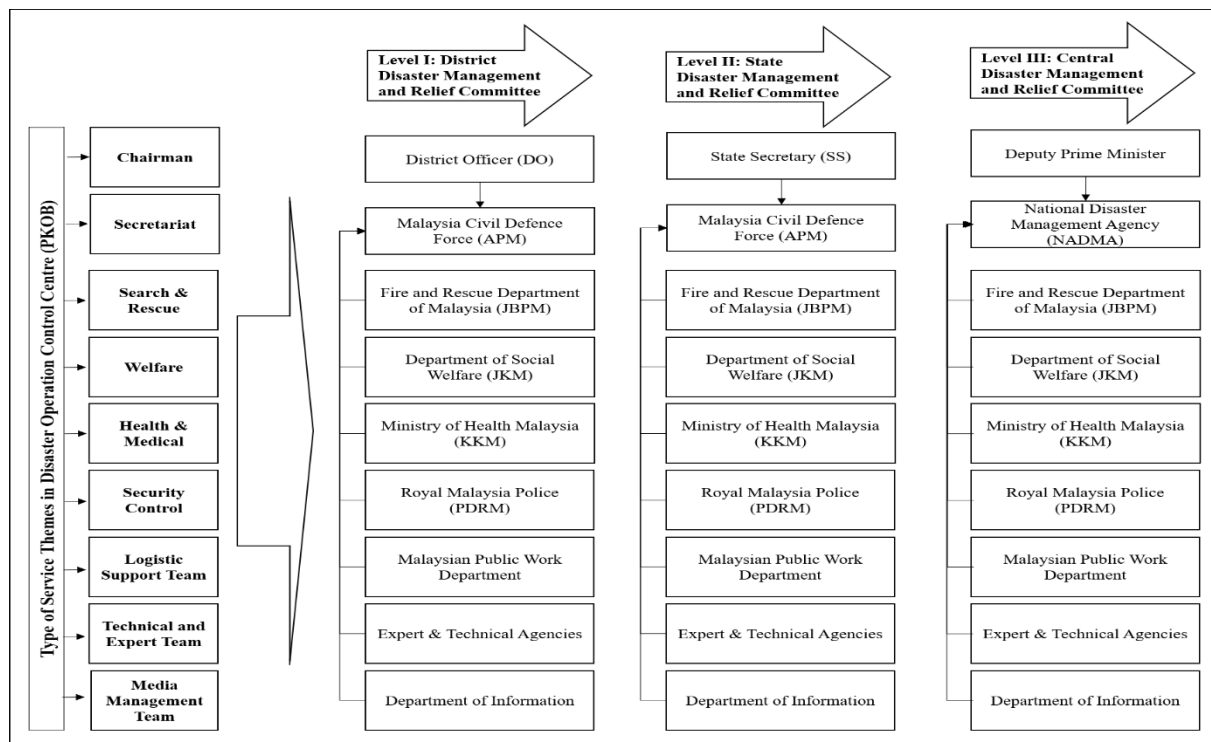 Level I: District
Disaster Management
and Relief Committee
Level II: State
Disaster Management
and Relief Committee
Level III: Central
Disaster Management
and Relief Committee
Type of Service Themes in Disaster Operation Control Centre (PKOB)
Chairman
District Officer (DO)
State Secretary (SS)
Deputy Prime Minister
Secretariat
Malaysia Civil Defence
Force (APM)
Malaysia Civil Defence
Force (APM)
National Disaster
Management Agency
(NADMA)
Search &
Rescue
Fire and Rescue Department
of Malaysia (JBPM)
Fire and Rescue Department
of Malaysia (JBPM)
Fire and Rescue Department
of Malaysia (JBPM)
Welfare
Department of Social
Welfare (JKM)
Department of Social
Welfare (JKM)
Department of Social
Welfare (JKM)
Health &
Medical
Ministry of Health Malaysia
(KKM)
Ministry of Health Malaysia
(KKM)
Ministry of Health Malaysia
(KKM)
Security
Control
Royal Malaysia Police
(PDRM)
Royal Malaysia Police
(PDRM)
Royal Malaysia Police
(PDRM)
Logistic
Support Team
Malaysian Public Work
Department
Malaysian Public Work
Department
Malaysian Public Work
Department
Technical and
Expert Team
Expert & Technical Agencies
Expert & Technical Agencies
Expert & Technical Agencies
Media
Management
Team
Department of Information
Department of Information
Department of Information